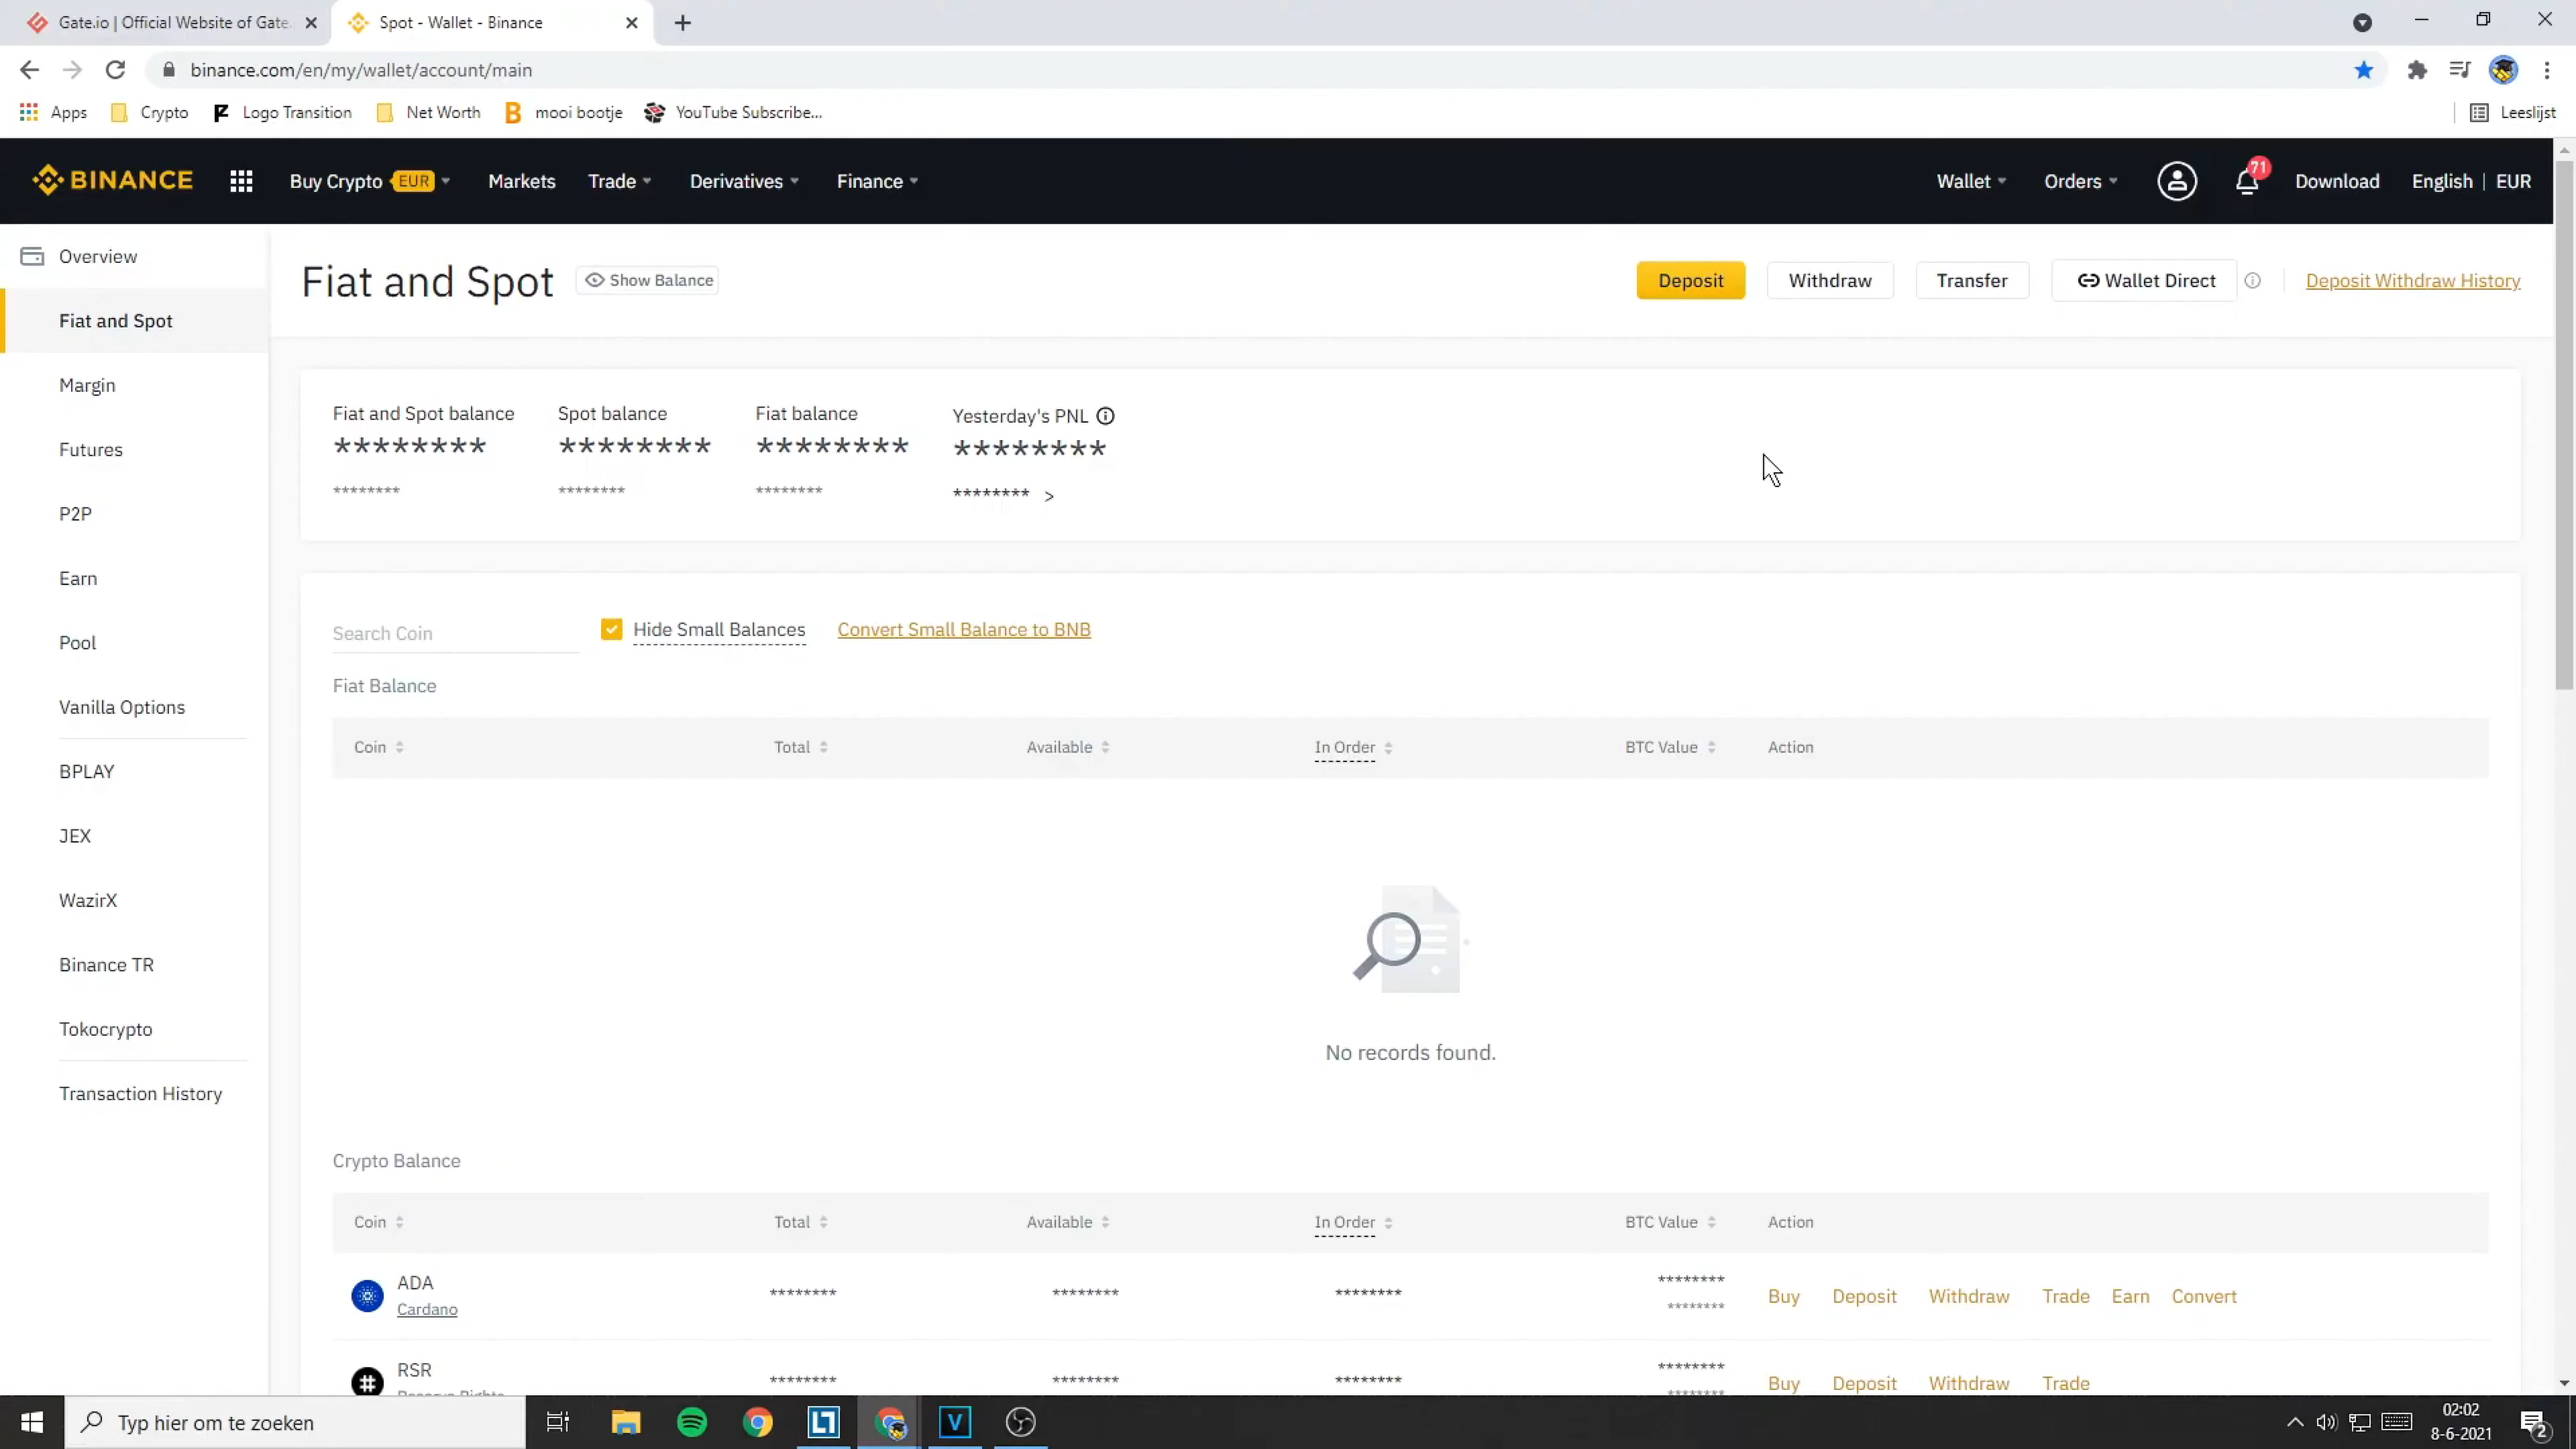 Gate.io | Official Website of Gate.
Spot - Wallet - Binance
binance.com/en/my/wallet/account/main
Apps Crypto Logo Transition Net Worth mooi bootje YouTube Subscribe... Leeslijst
BINANCE Buy Crypto EUR Markets Trade Derivatives Finance Wallet Orders 71 Download English | EUR
Overview
Fiat and Spot
Margin
Futures
P2P
Earn
Pool
Vanilla Options
BPLAY
JEX
WazirX
Binance TR
Tokocrypto
Transaction History
Fiat and Spot Show Balance Deposit Withdraw Transfer Wallet Direct Deposit Withdraw History
Fiat and Spot balance Spot balance Fiat balance Yesterday's PNL
******** ******** ******** ********
******** ******** ******** ******** >
Search Coin Hide Small Balances Convert Small Balance to BNB
Fiat Balance
Coin Total Available In Order BTC Value Action
No records found.
Crypto Balance
Coin Total Available In Order BTC Value Action
ADA ******** ******** ******** ******** Buy Deposit Withdraw Trade Earn Convert
Cardano ********
RSR ******** ******** ******** ******** Buy Deposit Withdraw Trade
Reserve Rights ********
Typ hier om te zoeken
02:02
8-6-2021
2